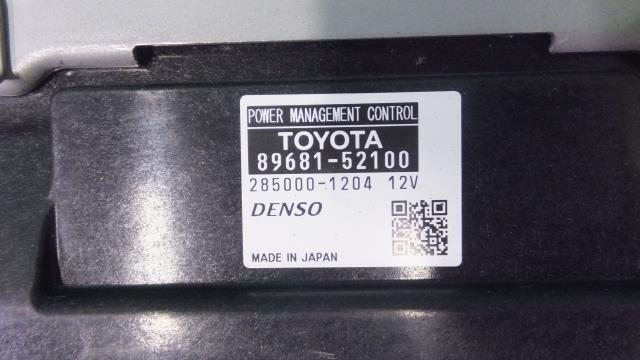 POWER MANAGEMENT CONTROL
TOYOTA
89681-52100
285000-1204 12V
DENSO
MADE IN JAPAN